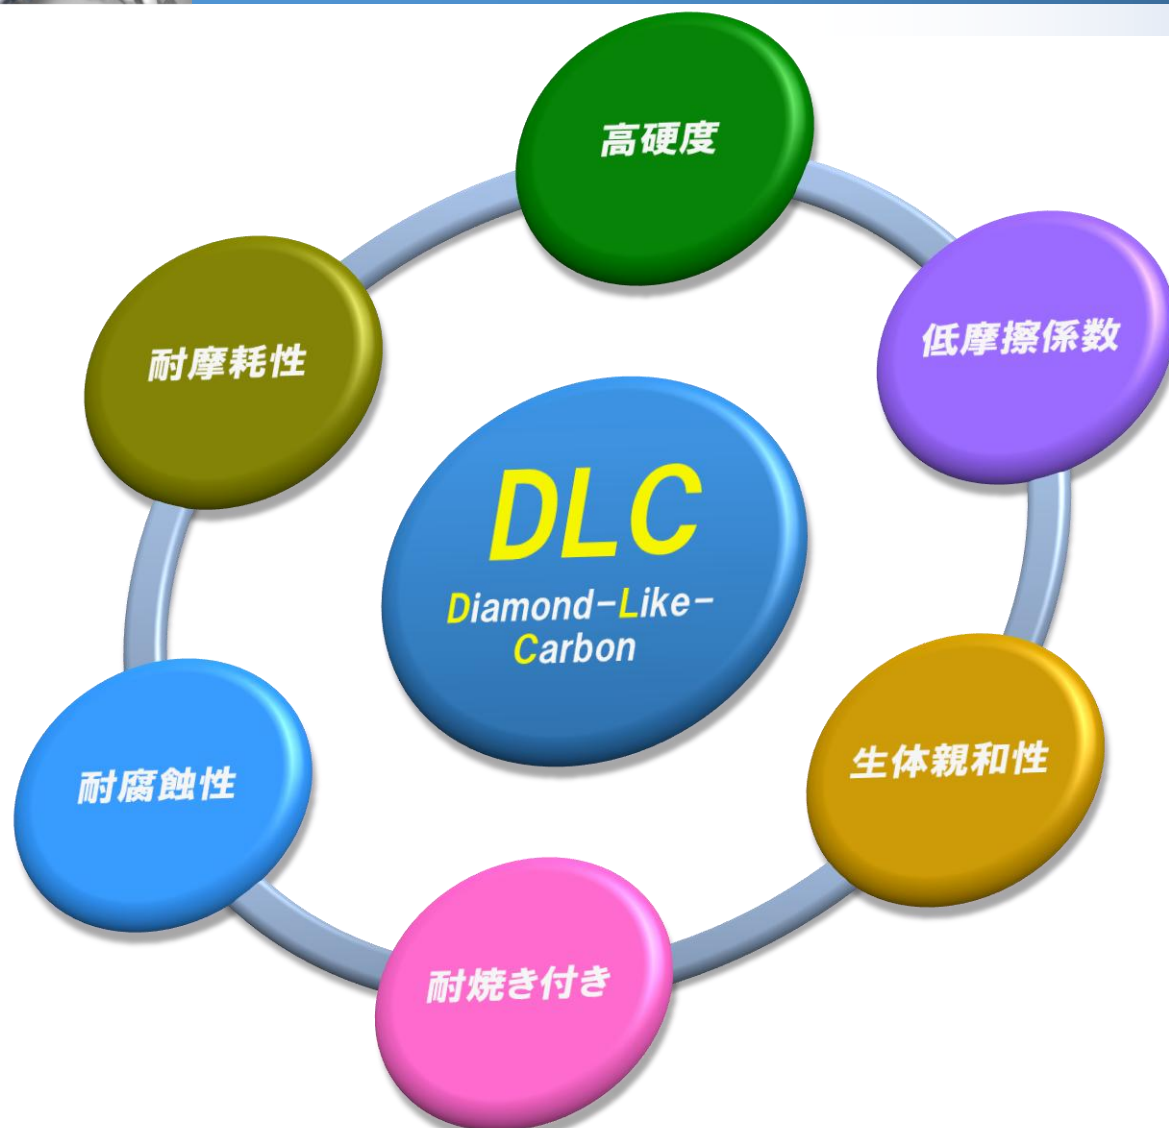 高硬度
低摩擦係数
耐摩耗性
DLC
Diamond-Like-
Carbon
生体親和性
耐腐蝕性
耐焼き付き